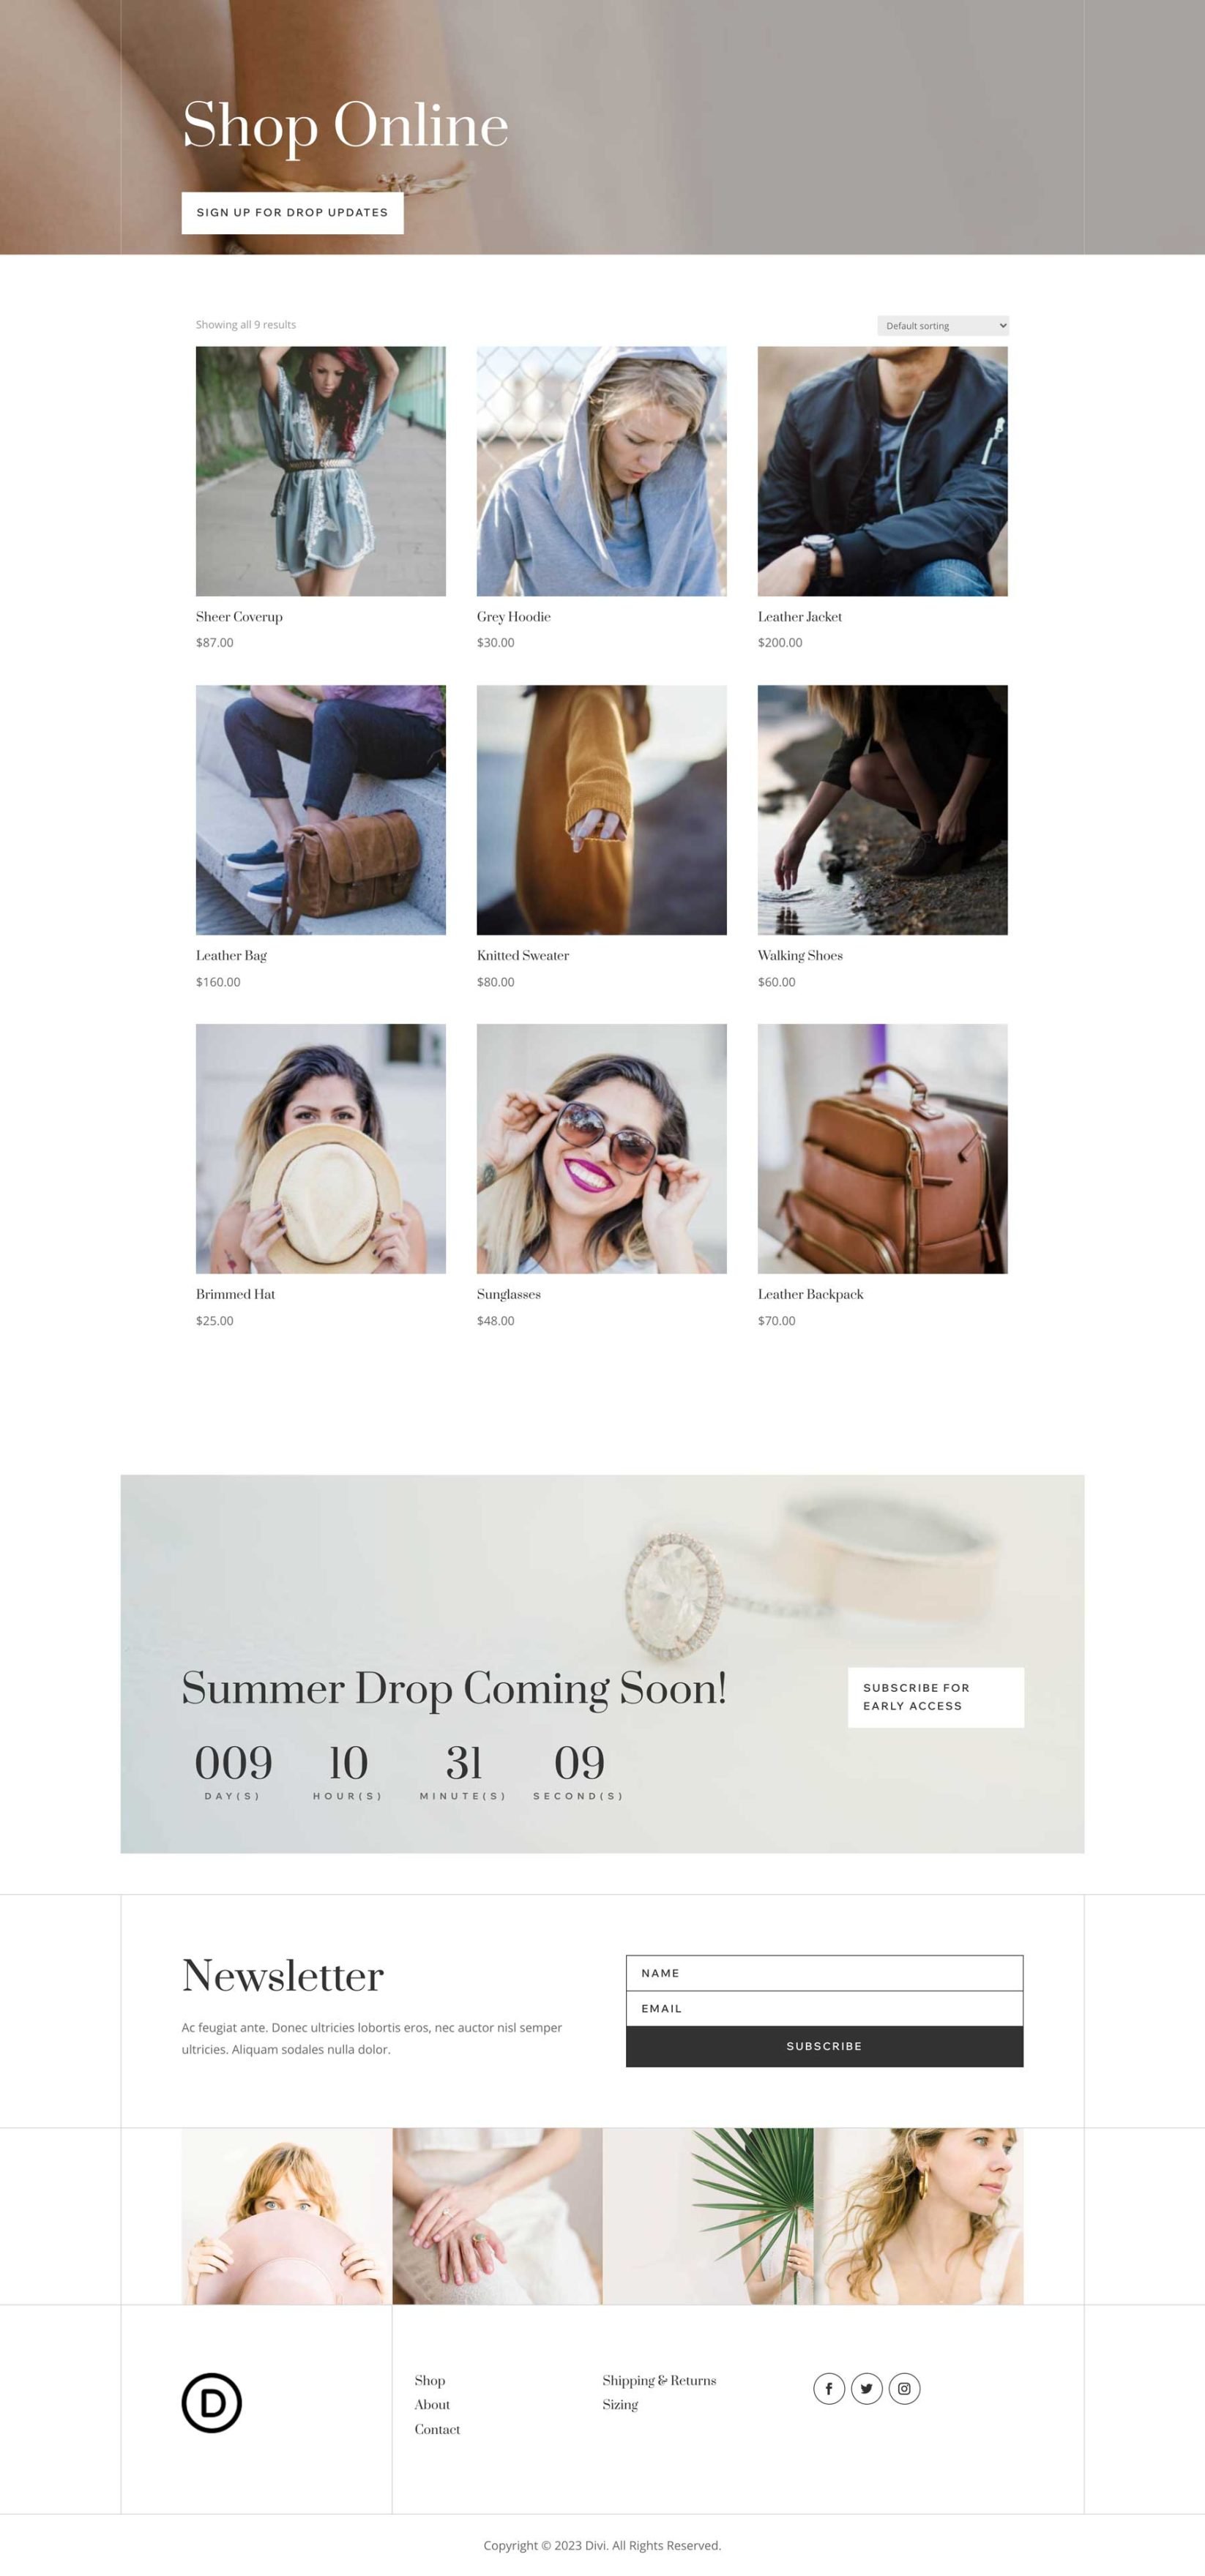 Shop Online
SIGN UP FOR DROP UPDATES
Showing all 9 results
Default sorting
Sheer Coverup
$87.00
Grey Hoodie
$30.00
Leather Jacket
$200.00
Leather Bag
$160.00
Knitted Sweater
$80.00
Walking Shoes
$60.00
Brimmed Hat
$25.00
Sunglasses
$48.00
Leather Backpack
$70.00
Summer Drop Coming Soon!
SUBSCRIBE FOR
EARLY ACCESS
009 10 31 09
DAY(S) HOUR(S) MINUTE(S) SECOND(S)
Newsletter
Ac feugiat ante. Donec ultricies lobortis eros, nec auctor nisl semper
ultricies. Aliquam sodales nulla dolor.
NAME
EMAIL
SUBSCRIBE
D
Shop
About
Contact
Shipping & Returns
Sizing
Copyright © 2023 Divi. All Rights Reserved.